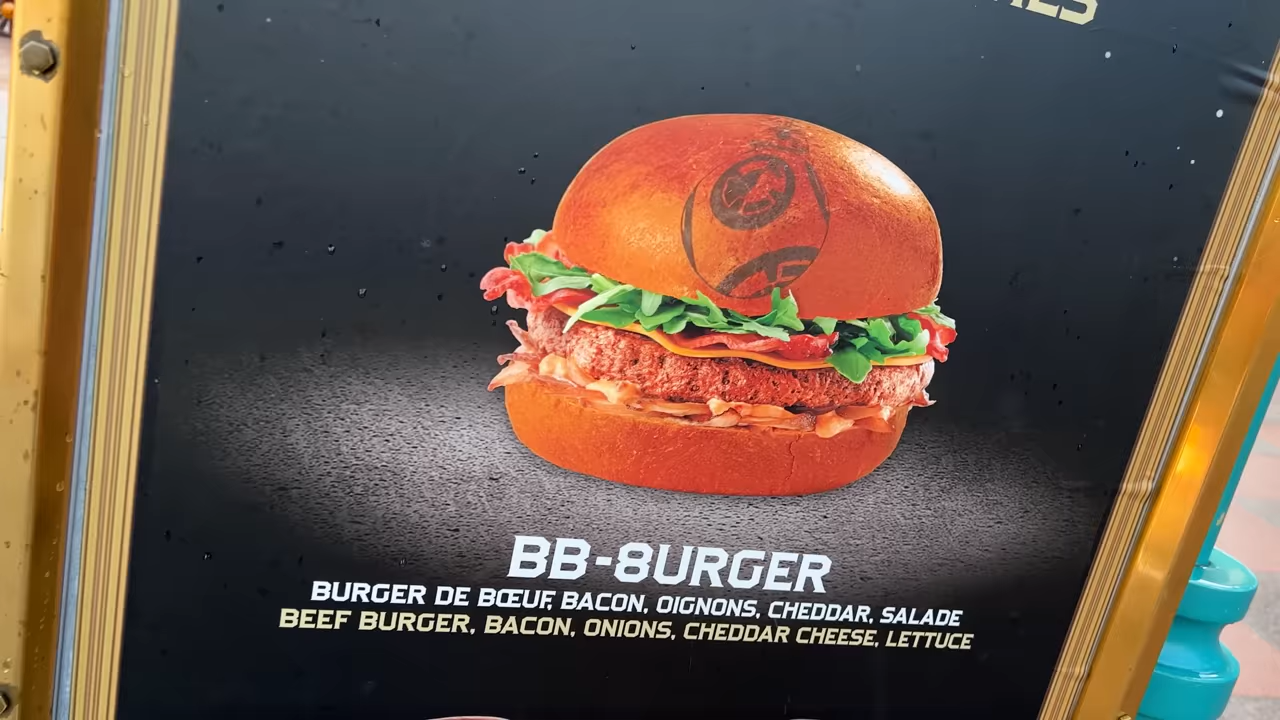 BB-8URGER
BURGER DE BŒUF, BACON, OIGNONS, CHEDDAR, SALADE
BEEF BURGER, BACON, ONIONS, CHEDDAR CHEESE, LETTUCE